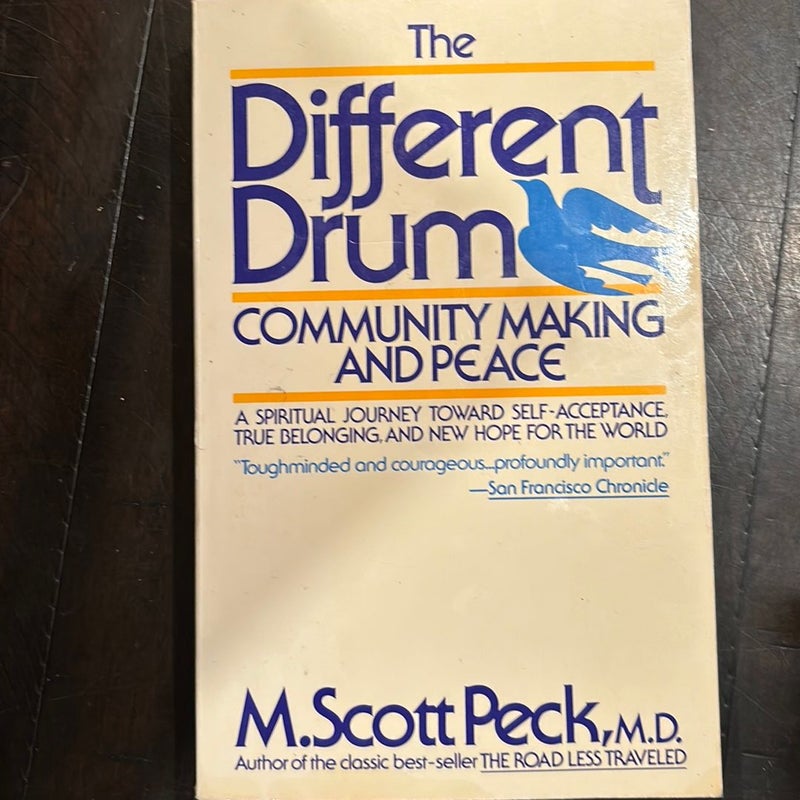 The
Different
Drum
COMMUNITY MAKING
AND PEACE
A SPIRITUAL JOURNEY TOWARD SELF-ACCEPTANCE,
TRUE BELONGING, AND NEW HOPE FOR THE WORLD
"Toughminded and courageous...profoundly important."
—San Francisco Chronicle
M. Scott Peck, M.D.
Author of the classic best-seller THE ROAD LESS TRAVELED